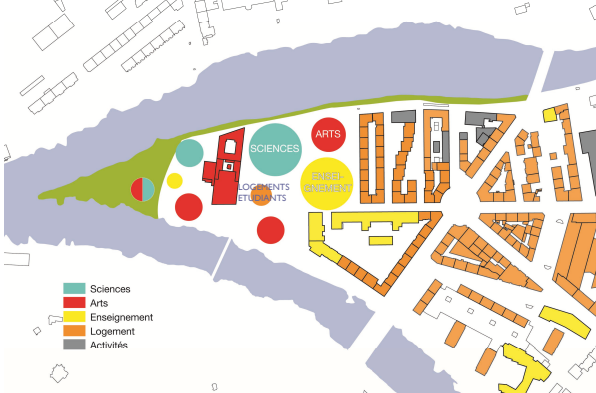 SCIENCES
ARTS
ENSEI-
GNEMENT
LOGEMENTS
ETUDIANTS
Sciences
Arts
Enseignement
Logement
Activités